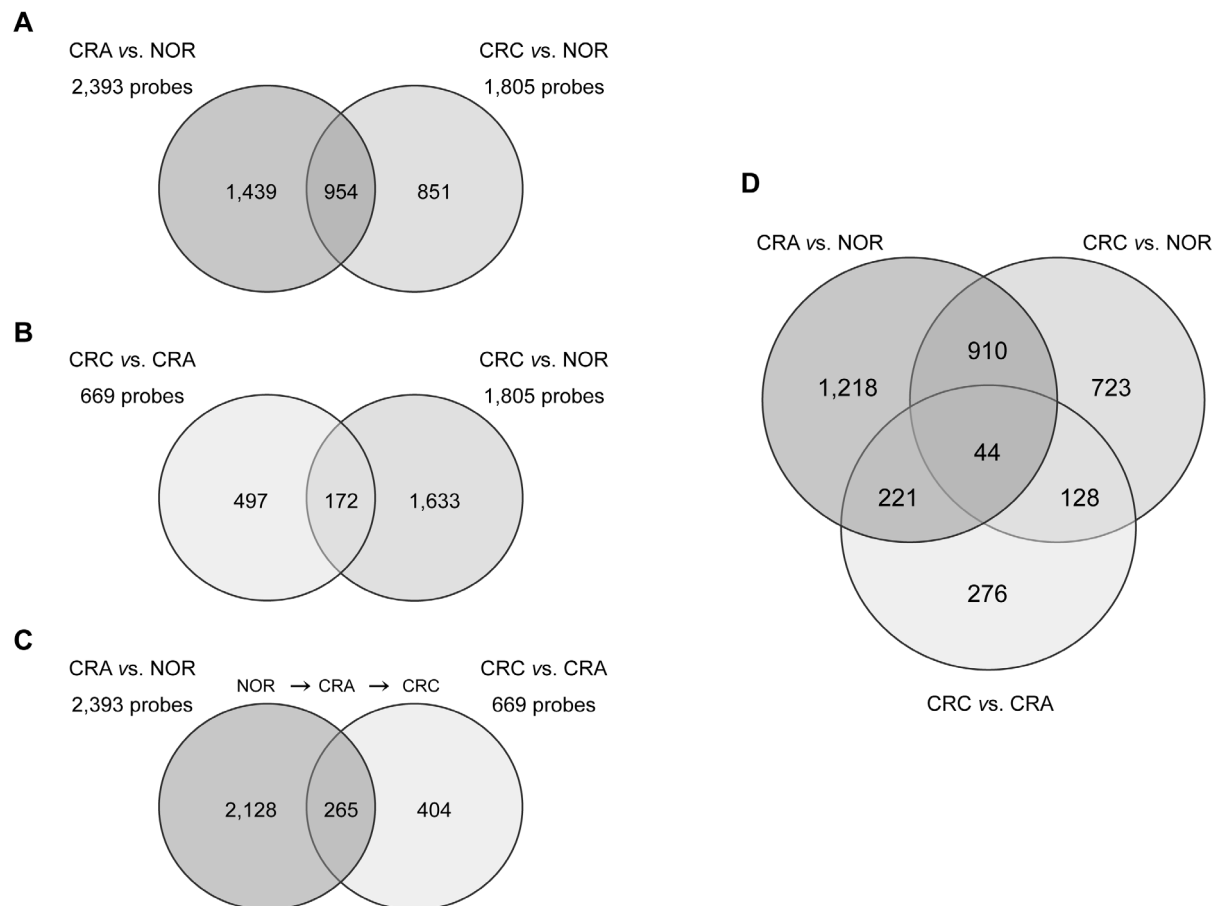 A
CRA vs. NOR
2,393 probes
CRC vs. NOR
1,805 probes
1,439
954
851
B
CRC vs. CRA
669 probes
CRC vs. NOR
1,805 probes
497
172
1,633
C
CRA vs. NOR
2,393 probes
NOR → CRA → CRC
CRC vs. CRA
669 probes
2,128
265
404
D
CRA vs. NOR
CRC vs. NOR
910
1,218
723
44
221
128
276
CRC vs. CRA